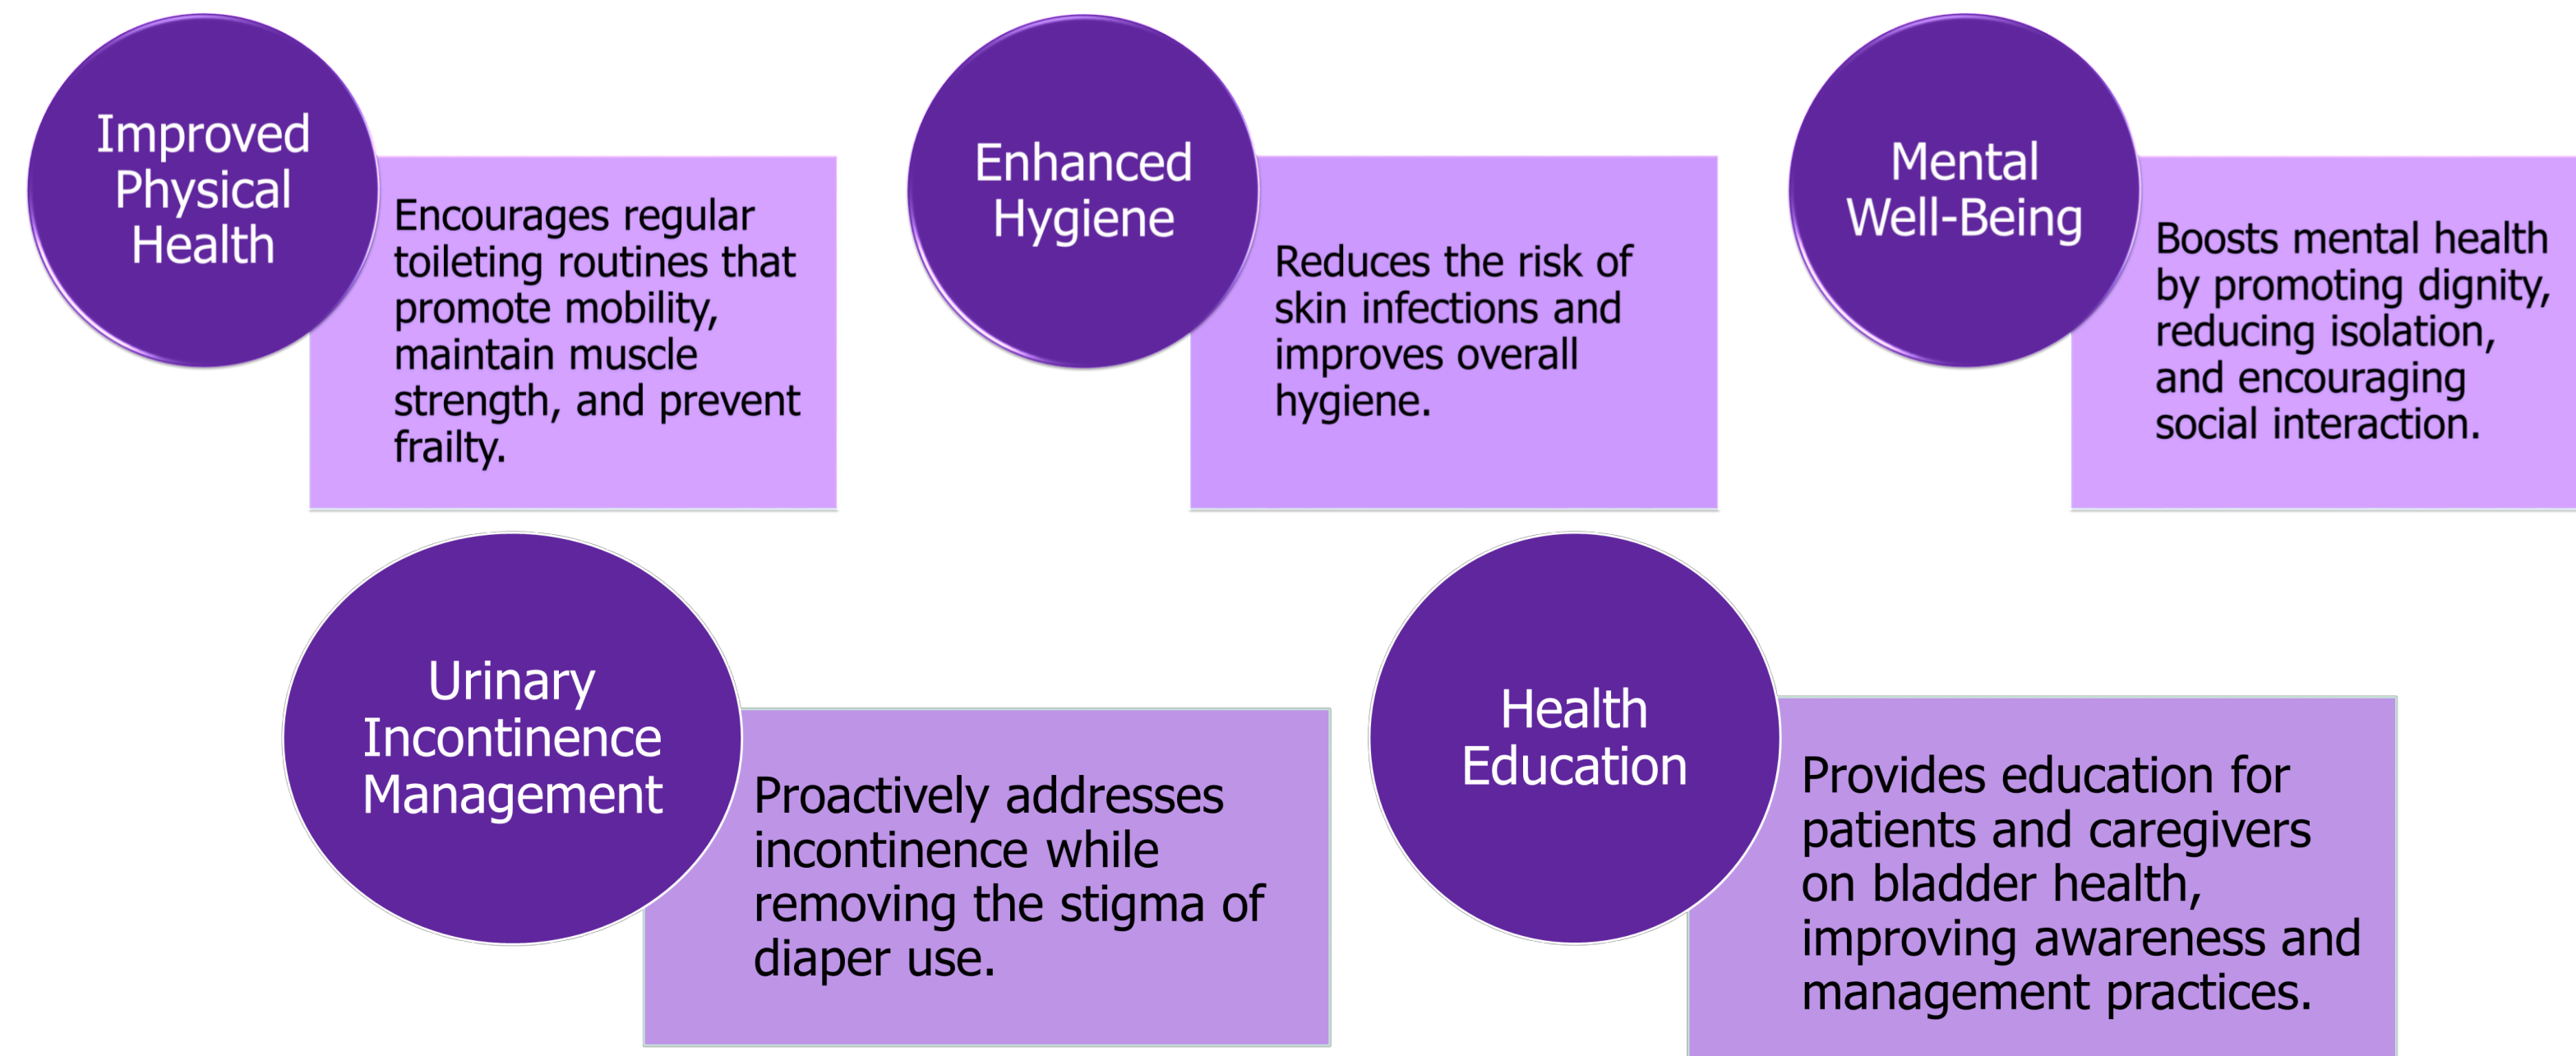 Improved
Physical
Health
Encourages regular
toileting routines that
promote mobility,
maintain muscle
strength, and prevent
frailty.
Enhanced
Hygiene
Reduces the risk of
skin infections and
improves overall
hygiene.
Mental
Well-Being
Boosts mental health
by promoting dignity,
reducing isolation,
and encouraging
social interaction.
Urinary
Incontinence
Management
Proactively addresses
incontinence while
removing the stigma of
diaper use.
Health
Education
Provides education for
patients and caregivers
on bladder health,
improving awareness and
management practices.